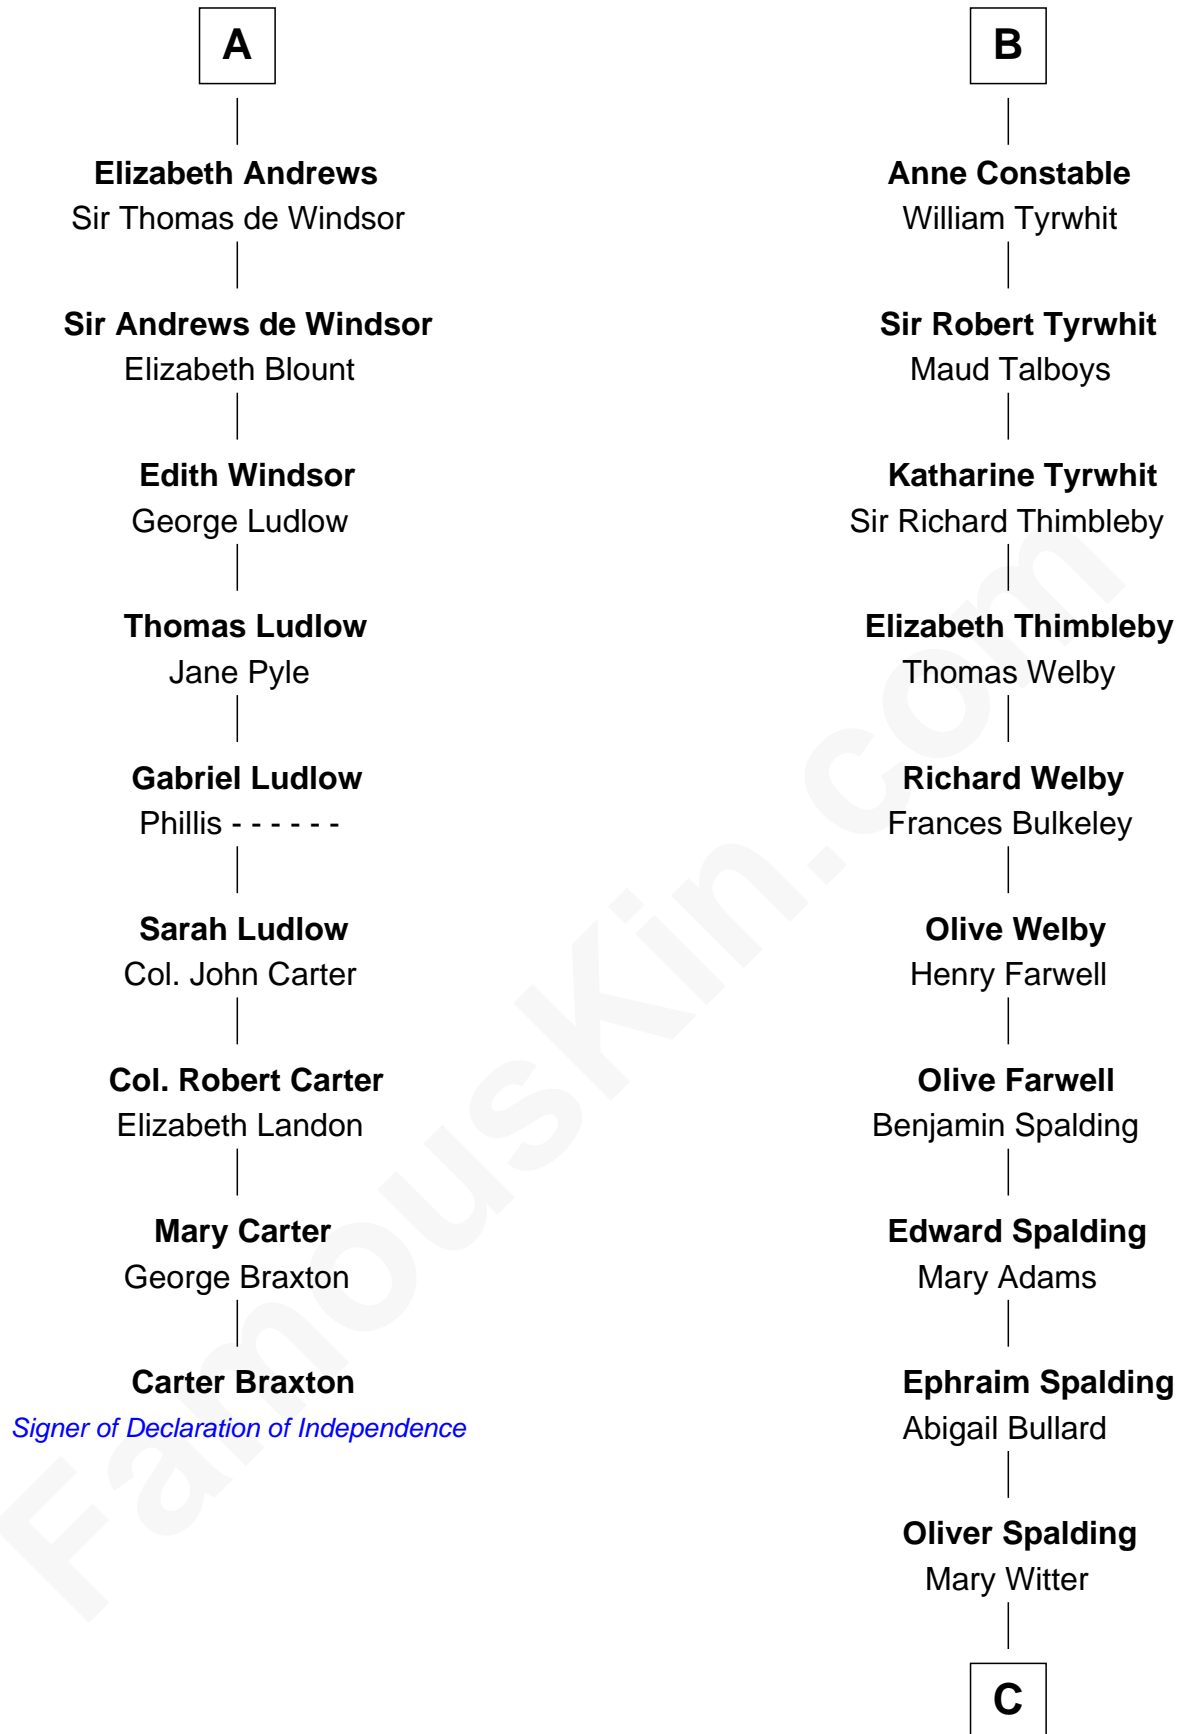 A
Elizabeth Andrews
Sir Thomas de Windsor
Sir Andrews de Windsor
Elizabeth Blount
Edith Windsor
George Ludlow
Thomas Ludlow
Jane Pyle
Gabriel Ludlow
Phillis - - - - - -
Sarah Ludlow
Col. John Carter
Col. Robert Carter
Elizabeth Landon
Mary Carter
George Braxton
Carter Braxton
Signer of Declaration of Independence
B
Anne Constable
William Tyrwhit
Sir Robert Tyrwhit
Maud Talboys
Katharine Tyrwhit
Sir Richard Thimbleby
Elizabeth Thimbleby
Thomas Welby
Richard Welby
Frances Bulkeley
Olive Welby
Henry Farwell
Olive Farwell
Benjamin Spalding
Edward Spalding
Mary Adams
Ephraim Spalding
Abigail Bullard
Oliver Spalding
Mary Witter
C
FamousKin.com